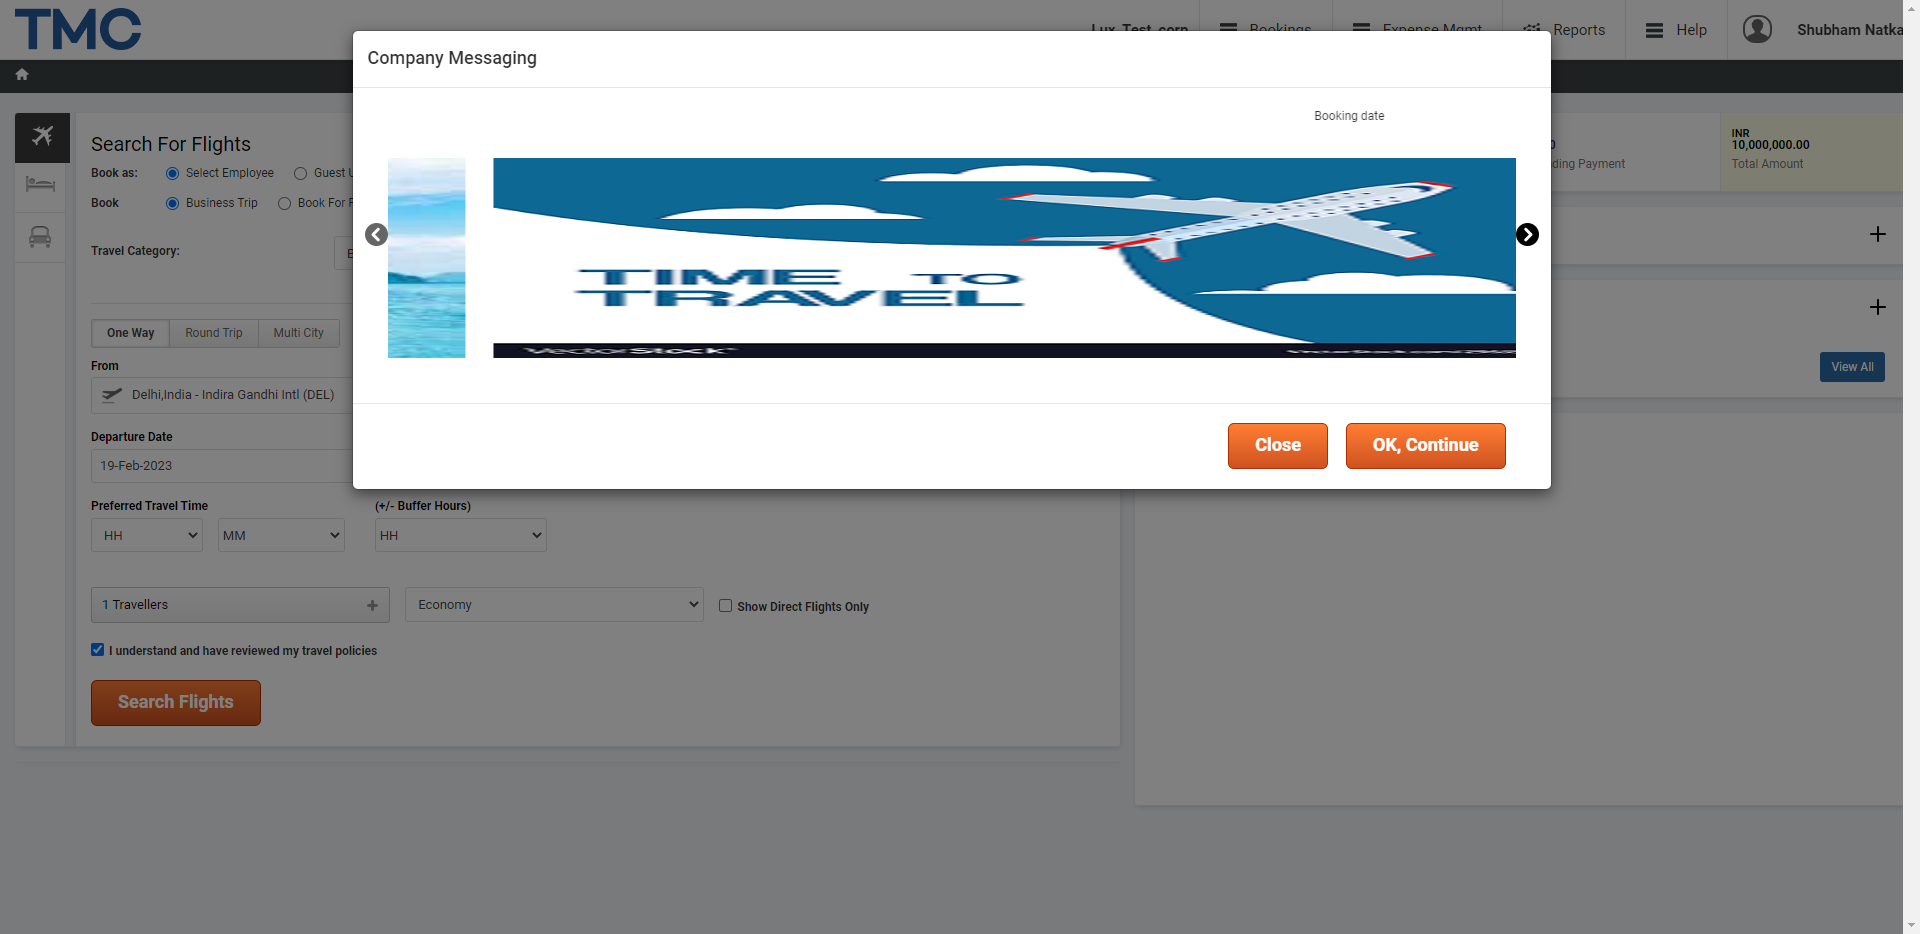 TMC
Lux_Test_corp
Bookings
Expense Mgmt
Reports
Help
Shubham Natka
Company Messaging
Booking date
TIME TO
TRAVEL
VectorStock
Close
OK, Continue
Search For Flights
Book as:
Select Employee
Guest U
Book
Business Trip
Book For P
Travel Category:
One Way
Round Trip
Multi City
From
Delhi,India - Indira Gandhi Intl (DEL)
Departure Date
19-Feb-2023
Preferred Travel Time
(+/- Buffer Hours)
HH
MM
HH
1 Travellers
Economy
Show Direct Flights Only
I understand and have reviewed my travel policies
Search Flights
ding Payment
INR
10,000,000.00
Total Amount
View All